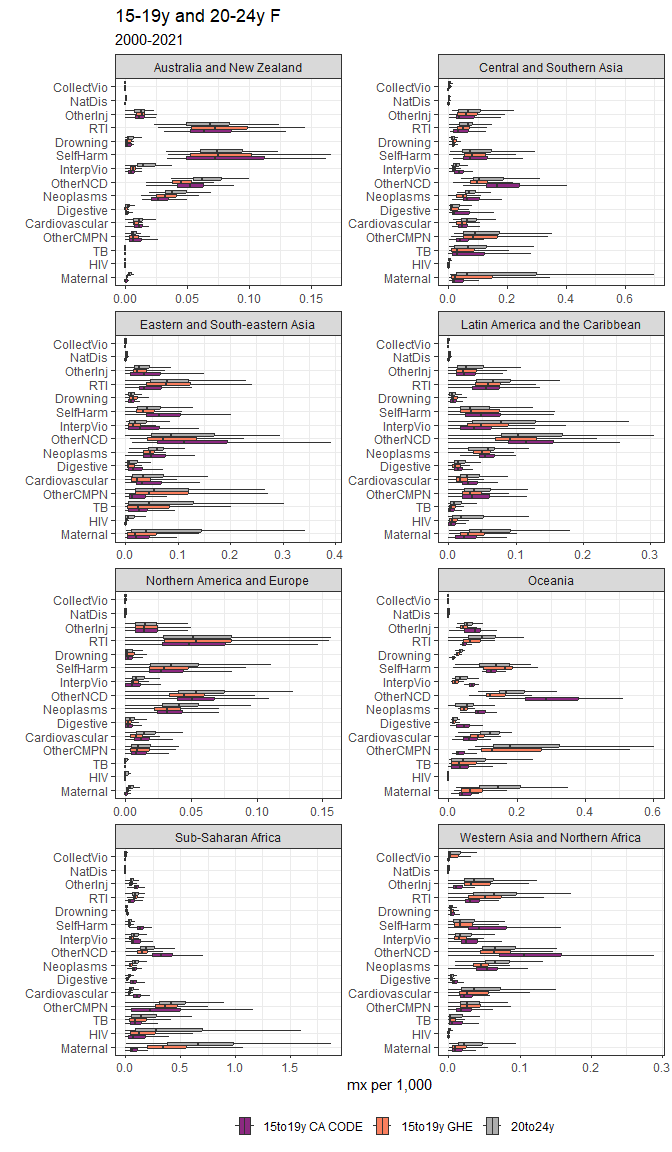 15-19y and 20-24y F
2000-2021
Australia and New Zealand
CollectVio
NatDis
OtherInj
RTI
Drowning
SelfHarm
InterpVio
OtherNCD
Neoplasms
Digestive
Cardiovascular
OtherCMPN
TB
HIV
Maternal
0.00 0.05 0.10 0.15
Central and Southern Asia
CollectVio
NatDis
OtherInj
RTI
Drowning
SelfHarm
InterpVio
OtherNCD
Neoplasms
Digestive
Cardiovascular
OtherCMPN
TB
HIV
Maternal
0.0 0.2 0.4 0.6
Eastern and South-eastern Asia
CollectVio
NatDis
OtherInj
RTI
Drowning
SelfHarm
InterpVio
OtherNCD
Neoplasms
Digestive
Cardiovascular
OtherCMPN
TB
HIV
Maternal
0.0 0.1 0.2 0.3 0.4
Latin America and the Caribbean
CollectVio
NatDis
OtherInj
RTI
Drowning
SelfHarm
InterpVio
OtherNCD
Neoplasms
Digestive
Cardiovascular
OtherCMPN
TB
HIV
Maternal
0.0 0.1 0.2 0.3
Northern America and Europe
CollectVio
NatDis
OtherInj
RTI
Drowning
SelfHarm
InterpVio
OtherNCD
Neoplasms
Digestive
Cardiovascular
OtherCMPN
TB
HIV
Maternal
0.00 0.05 0.10 0.15
Oceania
CollectVio
NatDis
OtherInj
RTI
Drowning
SelfHarm
InterpVio
OtherNCD
Neoplasms
Digestive
Cardiovascular
OtherCMPN
TB
HIV
Maternal
0.0 0.2 0.4 0.6
Sub-Saharan Africa
CollectVio
NatDis
OtherInj
RTI
Drowning
SelfHarm
InterpVio
OtherNCD
Neoplasms
Digestive
Cardiovascular
OtherCMPN
TB
HIV
Maternal
0.0 0.5 1.0 1.5
Western Asia and Northern Africa
CollectVio
NatDis
OtherInj
RTI
Drowning
SelfHarm
InterpVio
OtherNCD
Neoplasms
Digestive
Cardiovascular
OtherCMPN
TB
HIV
Maternal
0.0 0.1 0.2 0.3
mx per 1,000
15to19y CA CODE 15to19y GHE 20to24y